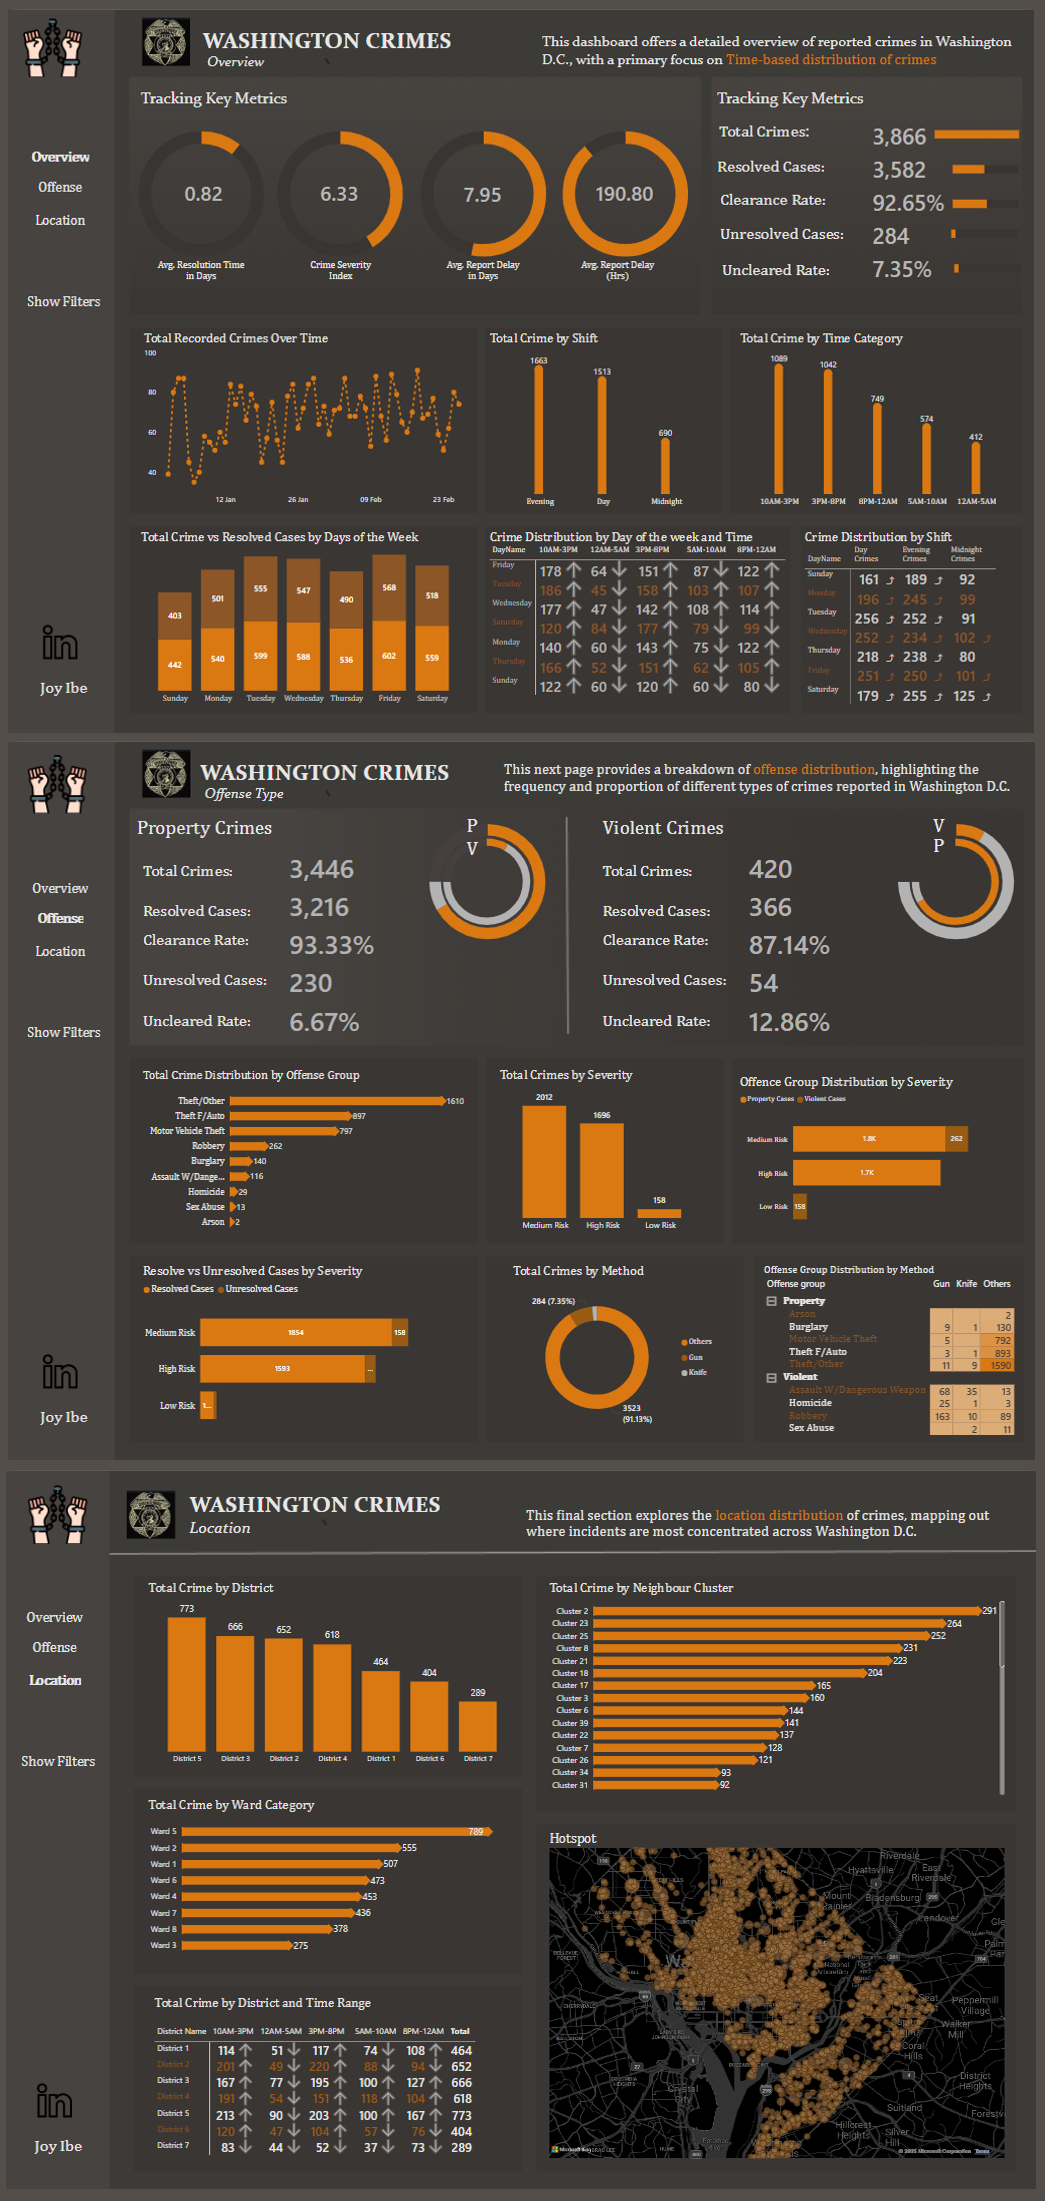 WASHINGTON CRIMES
Overview
This dashboard offers a detailed overview of reported crimes in Washington
D.C., with a primary focus on Time-based distribution of crimes
Overview
Offense
Location
Show Filters
Joy Ibe
Tracking Key Metrics
0.82
6.33
7.95
190.80
Avg. Resolution Time
in Days
Crime Severity
Index
Avg. Report Delay
in Days
Avg. Report Delay
(Hrs)
Tracking Key Metrics
Total Crimes: 3,866
Resolved Cases: 3,582
Clearance Rate: 92.65%
Unresolved Cases: 284
Uncleared Rate: 7.35%
Total Recorded Crimes Over Time
100
80
60
40
12 Jan 26 Jan 09 Feb 23 Feb
Total Crime by Shift
1663
1513
690
Evening Day Midnight
Total Crime by Time Category
1089
1042
749
574
412
10AM-3PM 3PM-8PM 8PM-12AM 5AM-10AM 12AM-5AM
Total Crime vs Resolved Cases by Days of the Week
403 501 555 547 490 568 518
442 540 599 588 536 602 559
Sunday Monday Tuesday Wednesday Thursday Friday Saturday
Crime Distribution by Day of the week and Time
DayName 10AM-3PM 12AM-5AM 3PM-8PM 5AM-10AM 8PM-12AM
Friday 178 64 151 87 122
Tuesday 186 45 158 103 107
Wednesday 177 47 142 108 114
Saturday 120 84 177 79 99
Monday 140 60 143 75 122
Thursday 166 52 151 62 105
Sunday 122 60 120 60 80
Crime Distribution by Shift
DayName Day Crimes Evening Crimes Midnight Crimes
Sunday 161 189 92
Monday 196 245 99
Tuesday 256 252 91
Wednesday 252 234 102
Thursday 218 238 80
Friday 251 250 101
Saturday 179 255 125
WASHINGTON CRIMES
Offense Type
This next page provides a breakdown of offense distribution, highlighting the
frequency and proportion of different types of crimes reported in Washington D.C.
Overview
Offense
Location
Show Filters
Joy Ibe
Property Crimes
Total Crimes: 3,446
Resolved Cases: 3,216
Clearance Rate: 93.33%
Unresolved Cases: 230
Uncleared Rate: 6.67%
P
V
Violent Crimes
Total Crimes: 420
Resolved Cases: 366
Clearance Rate: 87.14%
Unresolved Cases: 54
Uncleared Rate: 12.86%
V
P
Total Crime Distribution by Offense Group
Theft/Other 1610
Theft F/Auto 897
Motor Vehicle Theft 797
Robbery 262
Burglary 140
Assault W/Dange... 116
Homicide 29
Sex Abuse 13
Arson 2
Total Crimes by Severity
2012
1696
158
Medium Risk High Risk Low Risk
Offence Group Distribution by Severity
Property Cases Violent Cases
Medium Risk 1.8K 262
High Risk 1.7K
Low Risk 158
Resolve vs Unresolved Cases by Severity
Resolved Cases Unresolved Cases
Medium Risk 1854 158
High Risk 1593 ...
Low Risk 1...
Total Crimes by Method
284 (7.35%)
3523
(91.13%)
Others
Gun
Knife
Offense Group Distribution by Method
Offense group Gun Knife Others
Property
Arson 2
Burglary 9 1 130
Motor Vehicle Theft 5 792
Theft F/Auto 3 1 893
Theft/Other 11 9 1590
Violent
Assault W/Dangerous Weapon 68 35 13
Homicide 25 1 3
Robbery 163 10 89
Sex Abuse 2 11
WASHINGTON CRIMES
Location
This final section explores the location distribution of crimes, mapping out
where incidents are most concentrated across Washington D.C.
Overview
Offense
Location
Show Filters
Joy Ibe
Total Crime by District
773
666
652
618
464
404
289
District 5 District 3 District 2 District 4 District 1 District 6 District 7
Total Crime by Neighbour Cluster
Cluster 2 291
Cluster 23 264
Cluster 25 252
Cluster 8 231
Cluster 21 223
Cluster 18 204
Cluster 17 165
Cluster 3 160
Cluster 6 144
Cluster 39 141
Cluster 22 137
Cluster 7 128
Cluster 26 121
Cluster 34 93
Cluster 31 92
Total Crime by Ward Category
Ward 5 789
Ward 2 555
Ward 1 507
Ward 6 473
Ward 4 453
Ward 7 436
Ward 8 378
Ward 3 275
Total Crime by District and Time Range
District Name 10AM-3PM 12AM-5AM 3PM-8PM 5AM-10AM 8PM-12AM Total
District 1 114 51 117 74 108 464
District 2 201 49 220 88 94 652
District 3 167 77 195 100 127 666
District 4 191 54 151 118 104 618
District 5 213 90 203 100 167 773
District 6 120 47 104 57 76 404
District 7 83 44 52 37 73 289
Hotspot
Riverdale
Hyattsville
East
Riverdale
Mount
Rainier
Bladensburg
Landover
Peppermill
Village
Walker
Mill
Coral
Hills
District
Heights
Suitland
Forestvi
Hillcrest
Heights
Silver
Hill
Crystal
City
© 2025 Microsoft Corporation Terms